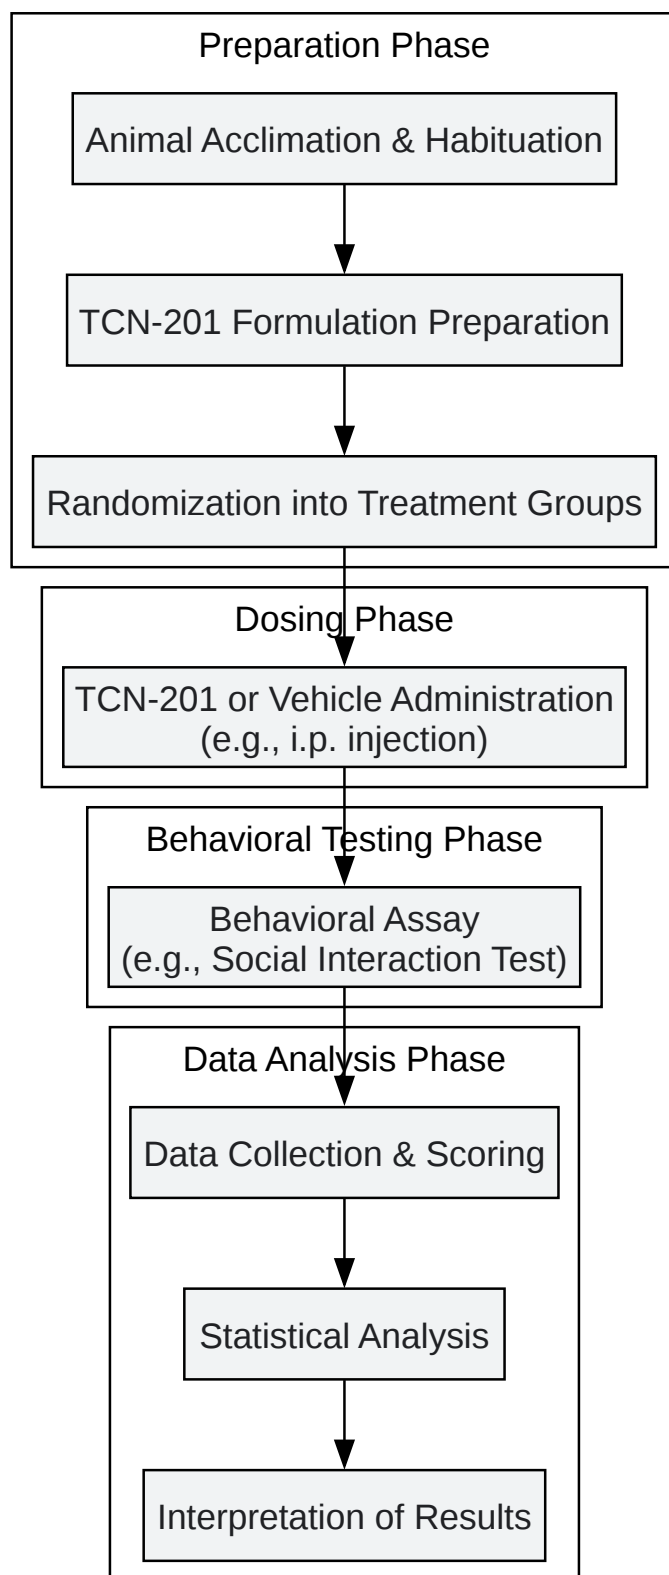 Preparation Phase
Animal Acclimation & Habituation
TCN-201 Formulation Preparation
Randomization into Treatment Groups
Dosing Phase
TCN-201 or Vehicle Administration
(e.g., i.p. injection)
Behavioral Testing Phase
Behavioral Assay
(e.g., Social Interaction Test)
Data Analysis Phase
Data Collection & Scoring
Statistical Analysis
Interpretation of Results